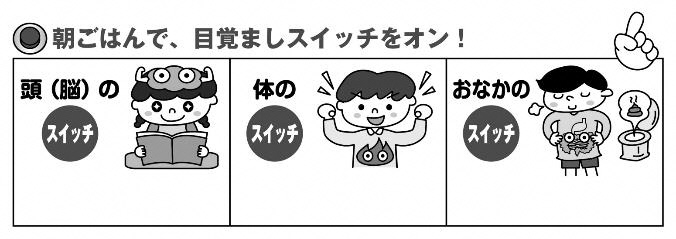 朝ごはんで、目覚ましスイッチをオン！
頭（脳）の
スイッチ
体の
スイッチ
おなかの
スイッチ